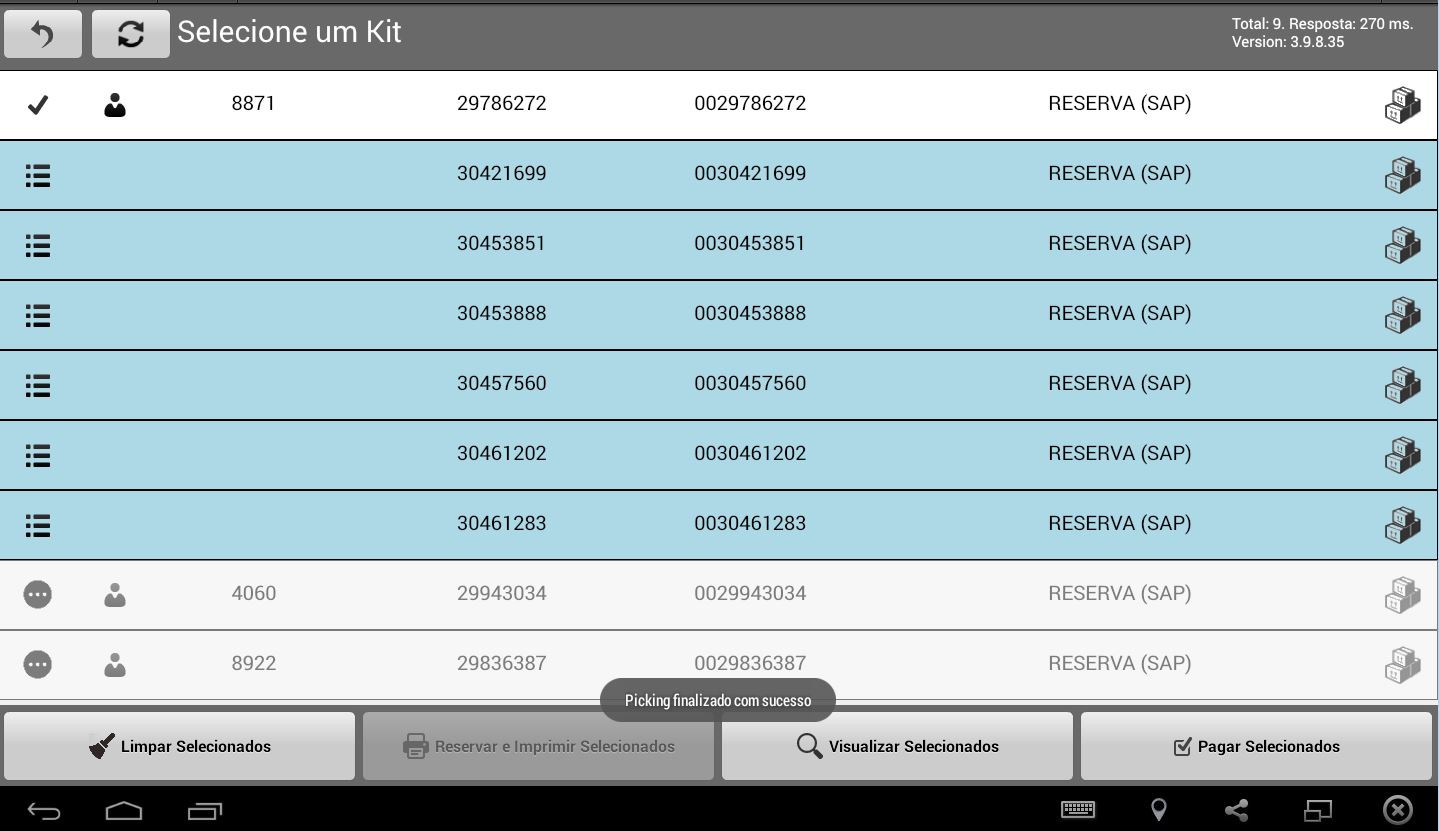 Selecione um Kit
Total: 9. Resposta: 270 ms.
Version: 3.9.8.35
8871 29786272 0029786272 RESERVA (SAP)
30421699 0030421699 RESERVA (SAP)
30453851 0030453851 RESERVA (SAP)
30453888 0030453888 RESERVA (SAP)
30457560 0030457560 RESERVA (SAP)
30461202 0030461202 RESERVA (SAP)
30461283 0030461283 RESERVA (SAP)
4060 29943034 0029943034 RESERVA (SAP)
8922 29836387 0029836387 RESERVA (SAP)
Picking finalizado com sucesso
Limpar Selecionados
Reservar e Imprimir Selecionados
Visualizar Selecionados
Pagar Selecionados